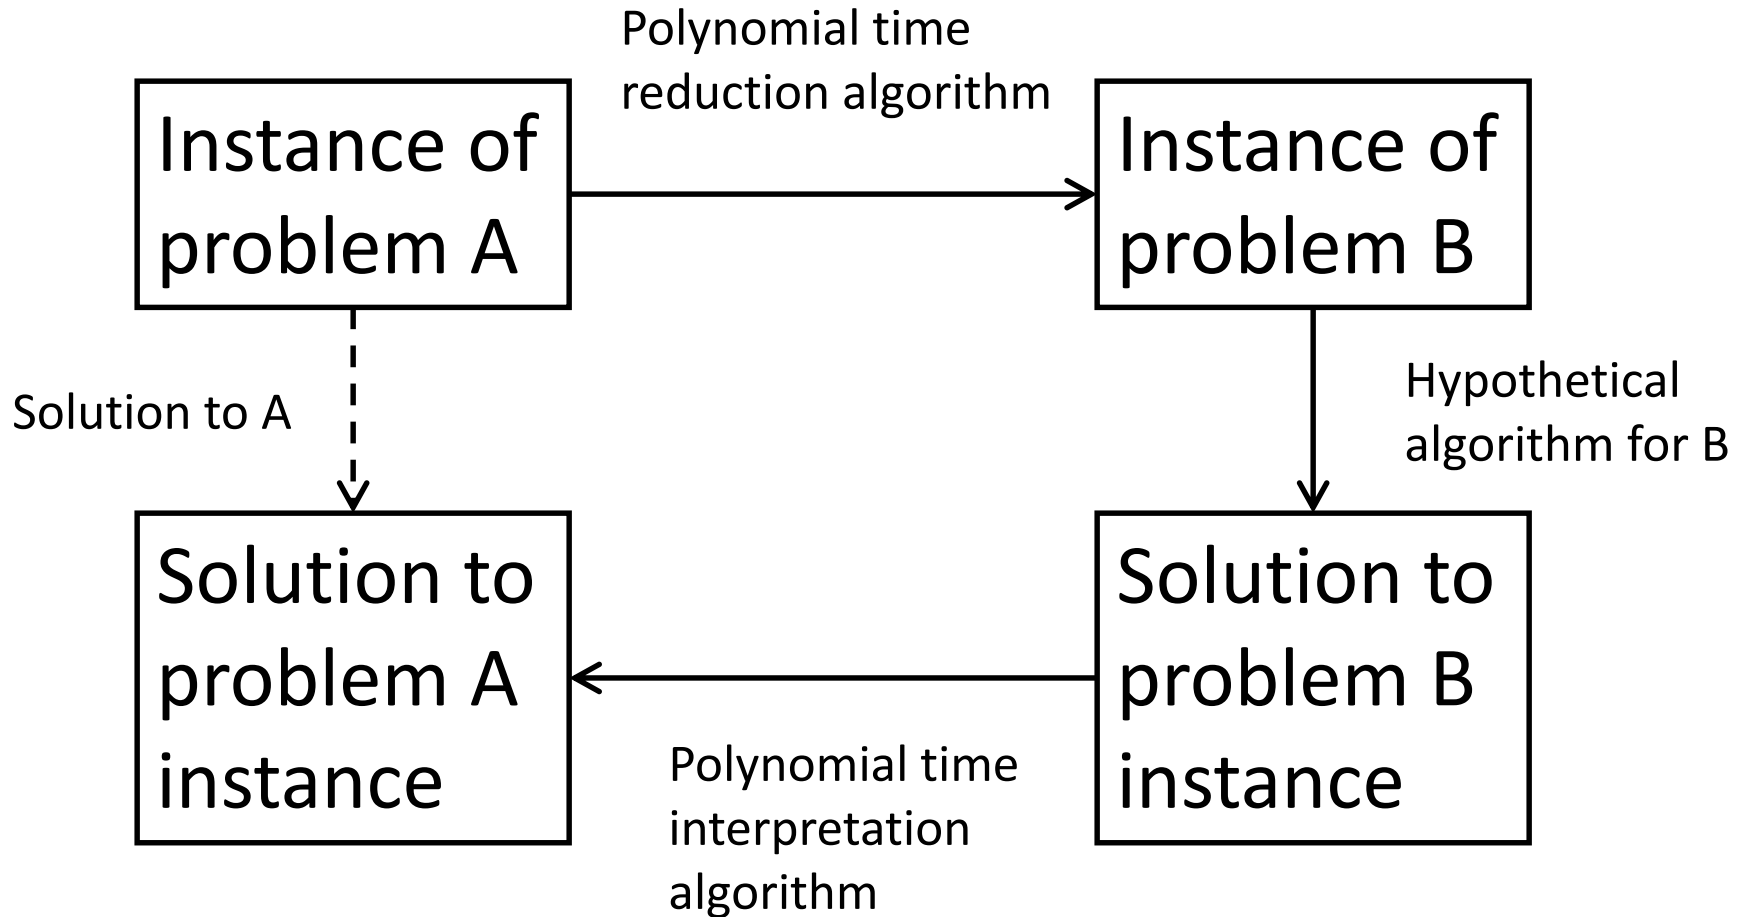 Polynomial time
reduction algorithm
Instance of
problem A
Instance of
problem B
Solution to A
Hypothetical
algorithm for B
Solution to
problem A
instance
Solution to
problem B
instance
Polynomial time
interpretation
algorithm